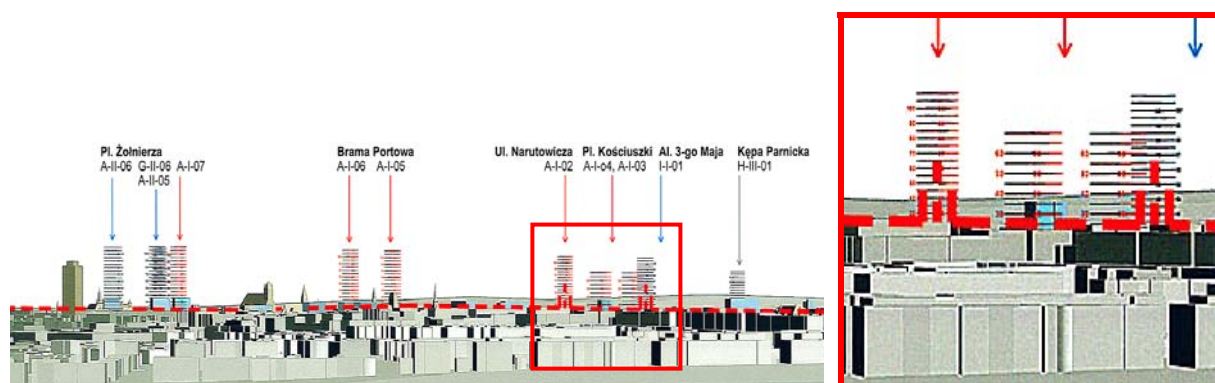 Pl. Żołnierza
A-II-06 G-II-06 A-I-07
A-II-05
Brama Portowa
A-I-06 A-I-05
Ul. Narutowicza
A-I-02
Pl. Kościuszki
A-I-o4, A-I-03
Al. 3-go Maja
I-I-01
Kępa Parnicka
H-III-01